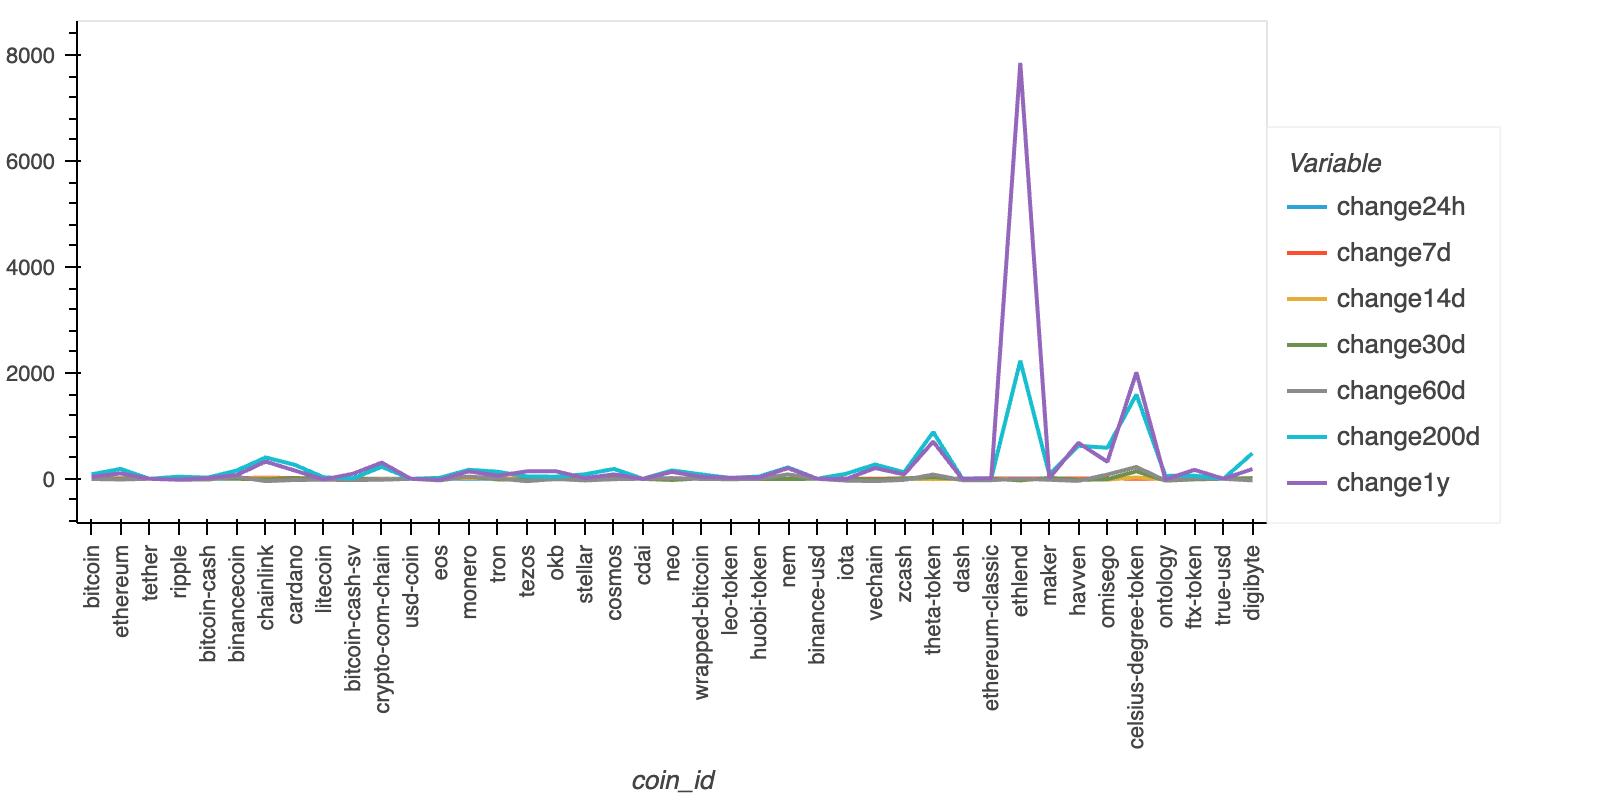 8000
6000
4000
2000
0
Variable
change24h
change7d
change14d
change30d
change60d
change200d
change1y
bitcoin
ethereum
tether
ripple
bitcoin-cash
binancecoin
chainlink
cardano
litecoin
bitcoin-cash-sv
crypto-com-chain
usd-coin
eos
monero
tron
tezos
okb
stellar
cosmos
cdai
neo
wrapped-bitcoin
leo-token
huobi-token
nem
binance-usd
iota
vechain
zcash
theta-token
dash
ethereum-classic
ethlend
maker
havven
omisego
celsius-degree-token
ontology
ftx-token
true-usd
digibyte
coin_id